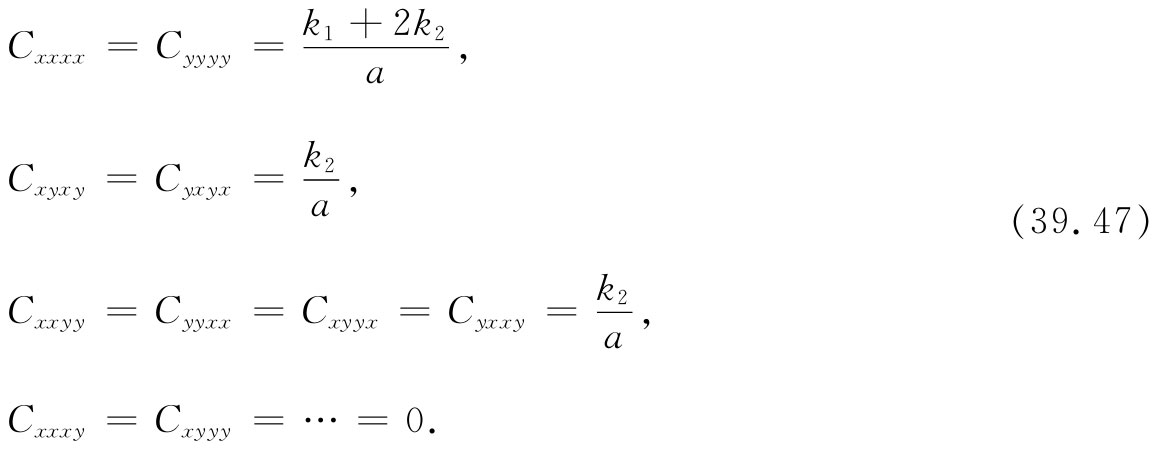 $C_{xxxx} = C_{yyyy} = \frac{k_1 + 2k_2}{a},$
$C_{xyxy} = C_{yxyx} = \frac{k_2}{a},$
(39.47)
$C_{xxyy} = C_{yyxx} = C_{xyyx} = C_{yxxy} = \frac{k_2}{a},$
$C_{xxxy} = C_{xyyy} = \cdots = 0.$